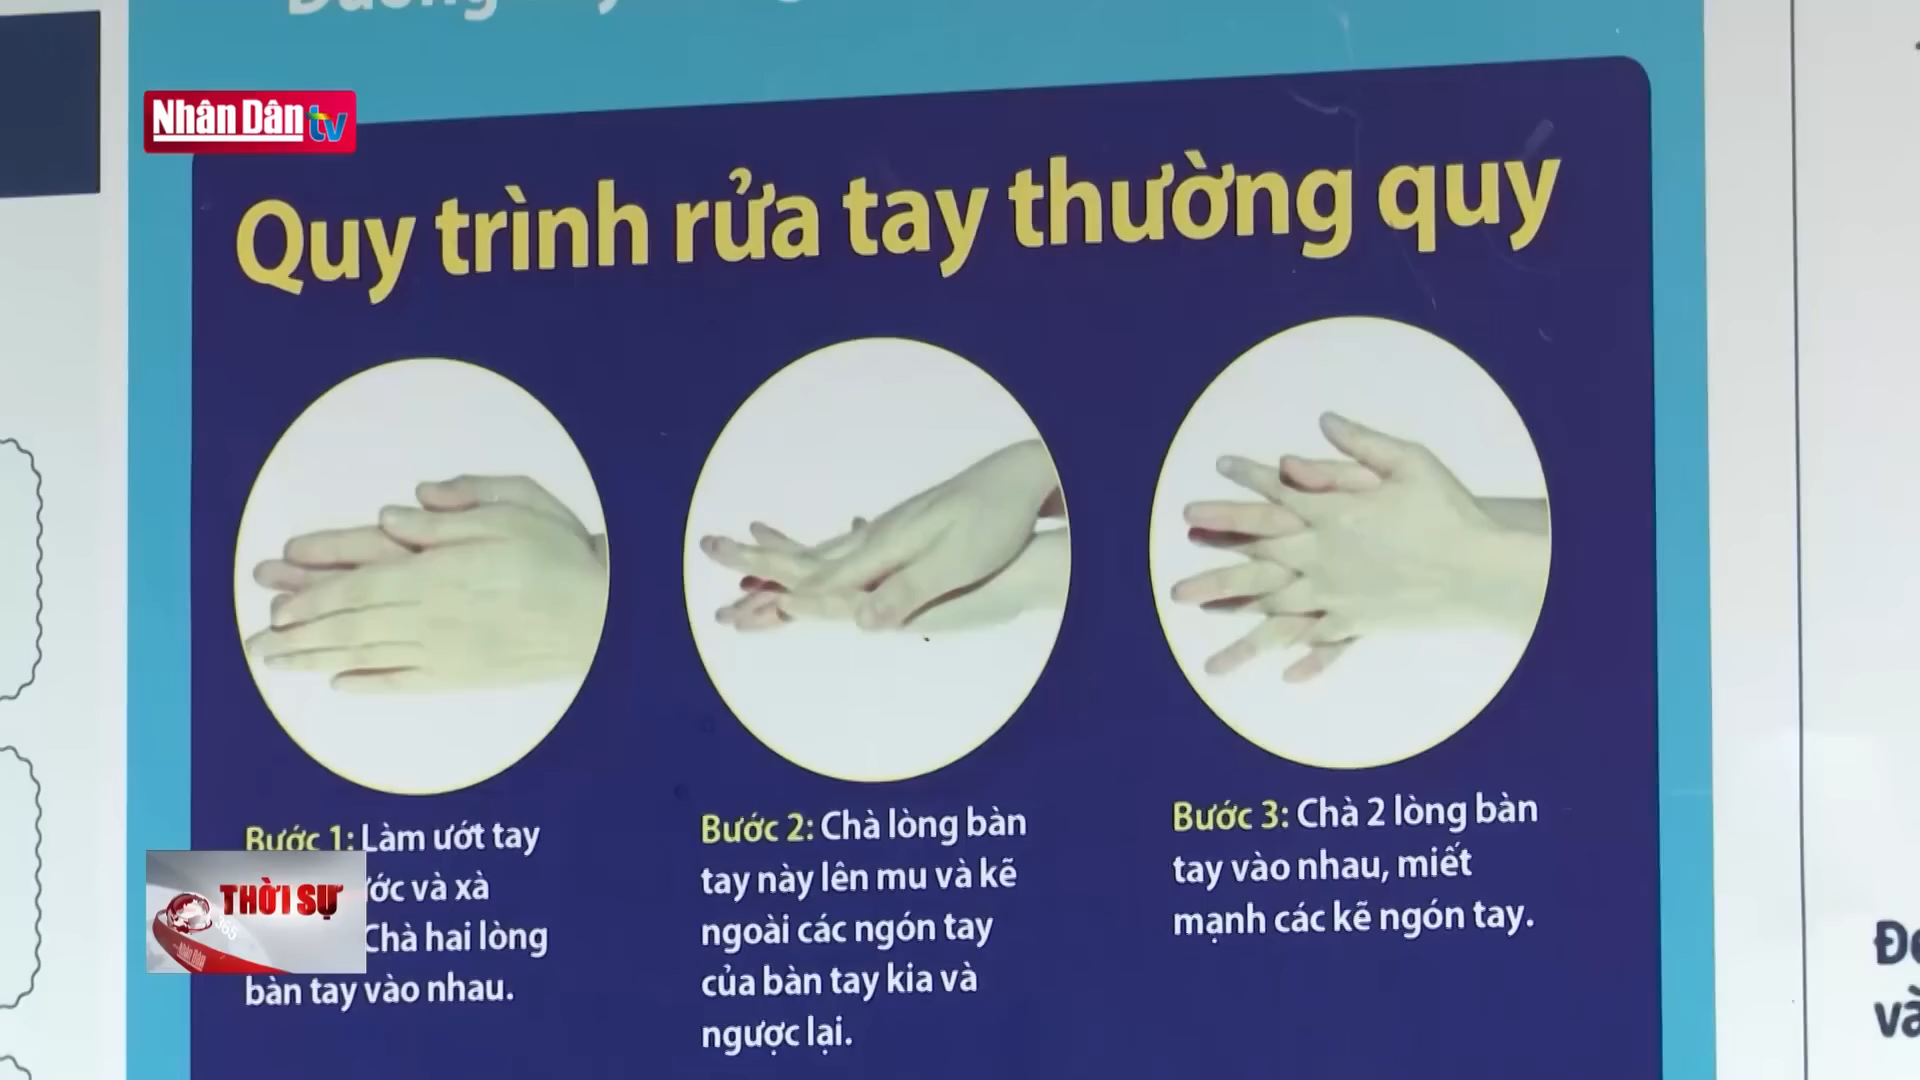 Nhân Dân tv
Quy trình rửa tay thường quy
Bước 1: Làm ướt tay
và xà
Chà hai lòng
bàn tay vào nhau.
Bước 2: Chà lòng bàn
tay này lên mu và kẽ
ngoài các ngón tay
của bàn tay kia và
ngược lại.
Bước 3: Chà 2 lòng bàn
tay vào nhau, miết
mạnh các kẽ ngón tay.
THỜI SỰ
365
Nhân Dân